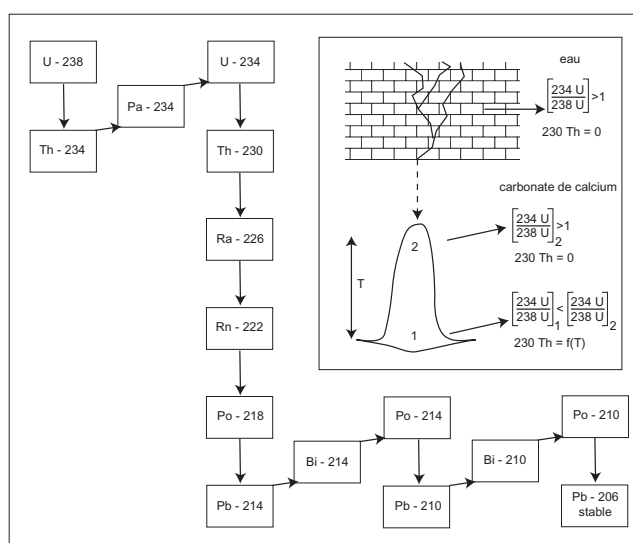 U - 238
U - 234
Pa - 234
Th - 234
Th - 230
Ra - 226
Rn - 222
Po - 218
Po - 214
Po - 210
Bi - 214
Bi - 210
Pb - 214
Pb - 210
Pb - 206
stable
eau
[234 U
238 U] >1
230 Th = 0
carbonate de calcium
[234 U
238 U]2 >1
230 Th = 0
2
T
1
[234 U
238 U]1 < [234 U
238 U]2
230 Th = f(T)